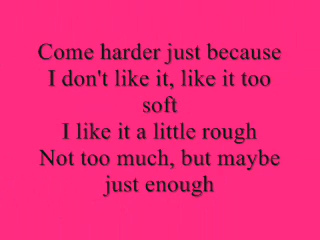 Come harder just because
I don't like it, like it too
soft
I like it a little rough
Not too much, but maybe
just enough